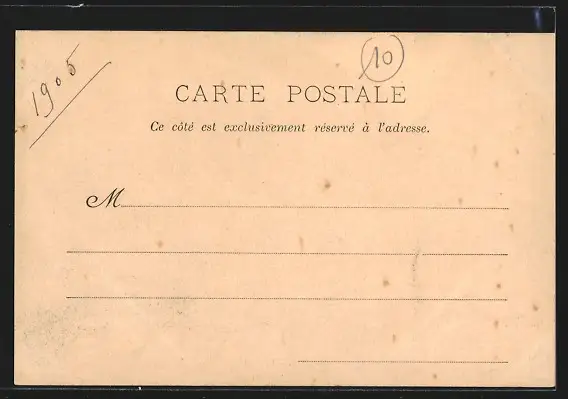 1905
10
CARTE POSTALE
Ce côté est exclusivement réservé à l'adresse.
M